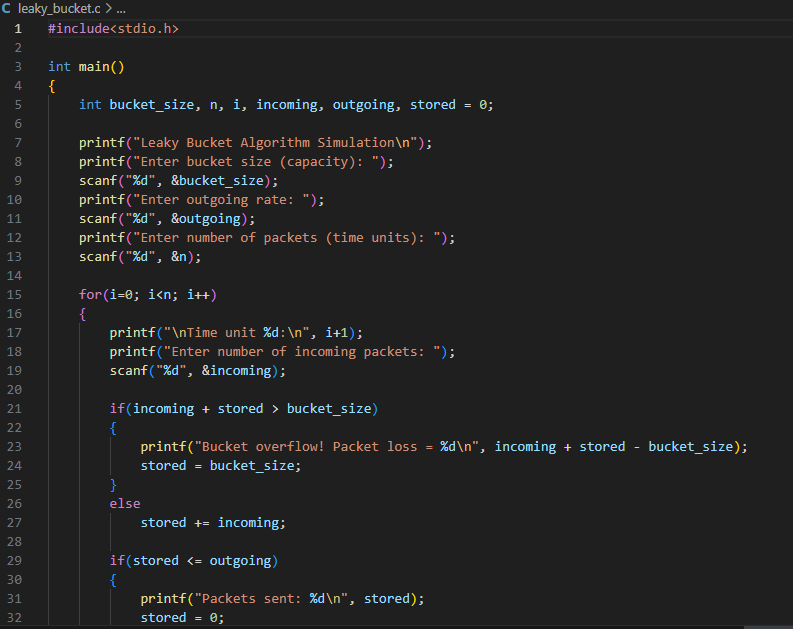 C leaky_bucket.c > ...
1 #include<stdio.h>
2
3 int main()
4 {
5     int bucket_size, n, i, incoming, outgoing, stored = 0;
6
7     printf("Leaky Bucket Algorithm Simulation\n");
8     printf("Enter bucket size (capacity): ");
9     scanf("%d", &bucket_size);
10     printf("Enter outgoing rate: ");
11     scanf("%d", &outgoing);
12     printf("Enter number of packets (time units): ");
13     scanf("%d", &n);
14
15     for(i=0; i<n; i++)
16     {
17         printf("\nTime unit %d:\n", i+1);
18         printf("Enter number of incoming packets: ");
19         scanf("%d", &incoming);
20
21         if(incoming + stored > bucket_size)
22         {
23             printf("Bucket overflow! Packet loss = %d\n", incoming + stored - bucket_size);
24             stored = bucket_size;
25         }
26         else
27             stored += incoming;
28
29         if(stored <= outgoing)
30         {
31             printf("Packets sent: %d\n", stored);
32             stored = 0;